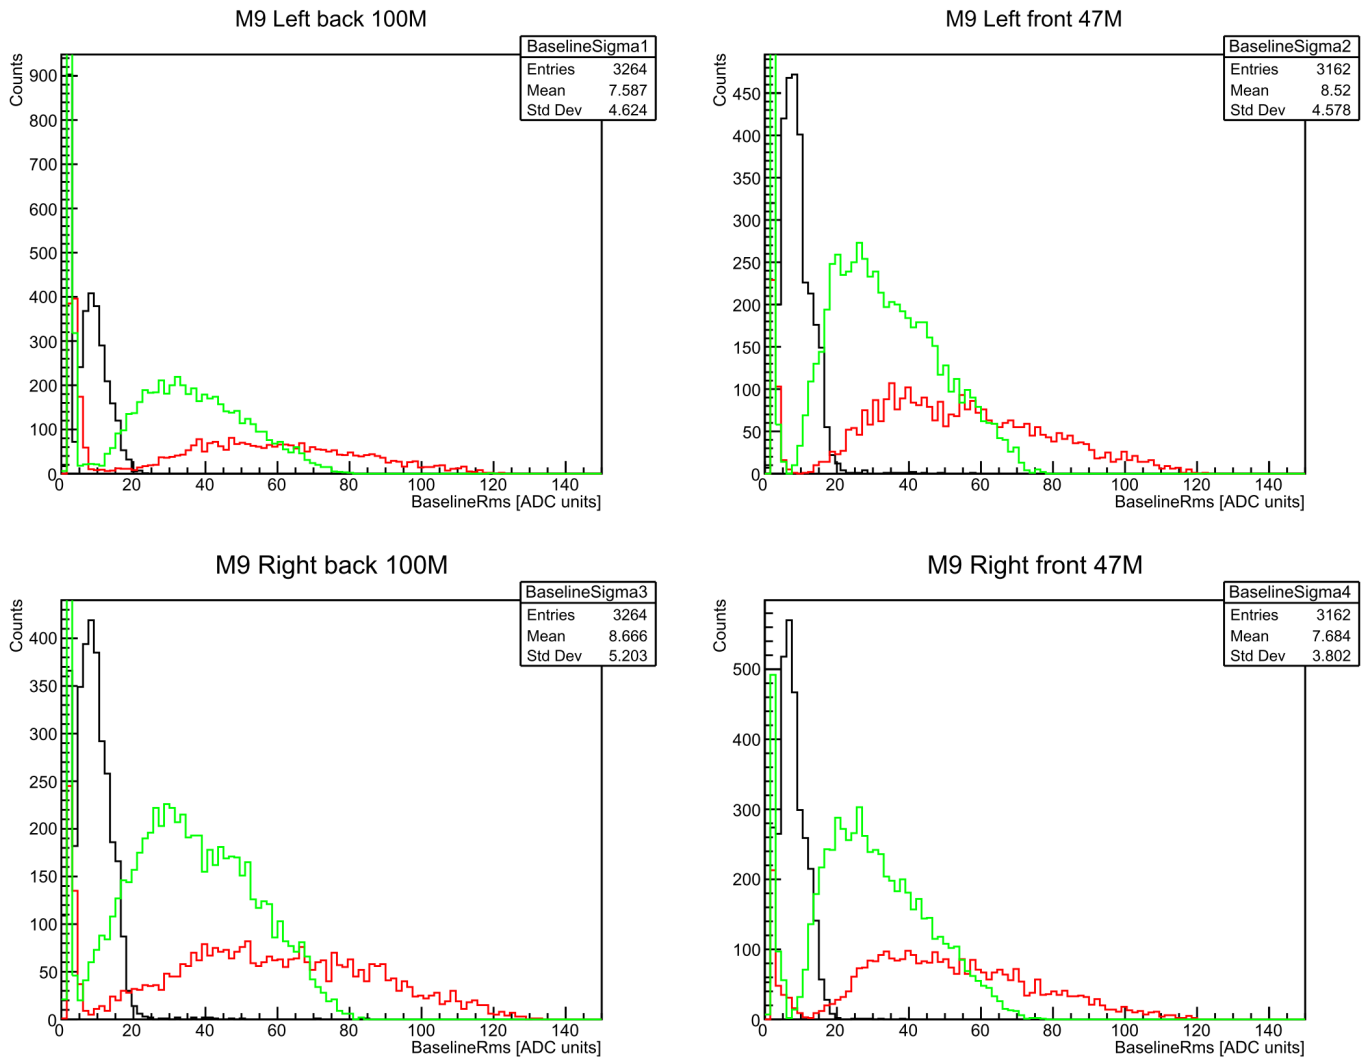 M9 Left back 100M
Counts
900
800
700
600
500
400
300
200
100
0
0 20 40 60 80 100 120 140
BaselineRms [ADC units]
BaselineSigma1
Entries 3264
Mean 7.587
Std Dev 4.624
M9 Left front 47M
Counts
450
400
350
300
250
200
150
100
50
0
0 20 40 60 80 100 120 140
BaselineRms [ADC units]
BaselineSigma2
Entries 3162
Mean 8.52
Std Dev 4.578
M9 Right back 100M
Counts
400
350
300
250
200
150
100
50
0
0 20 40 60 80 100 120 140
BaselineRms [ADC units]
BaselineSigma3
Entries 3264
Mean 8.666
Std Dev 5.203
M9 Right front 47M
Counts
500
400
300
200
100
0
0 20 40 60 80 100 120 140
BaselineRms [ADC units]
BaselineSigma4
Entries 3162
Mean 7.684
Std Dev 3.802